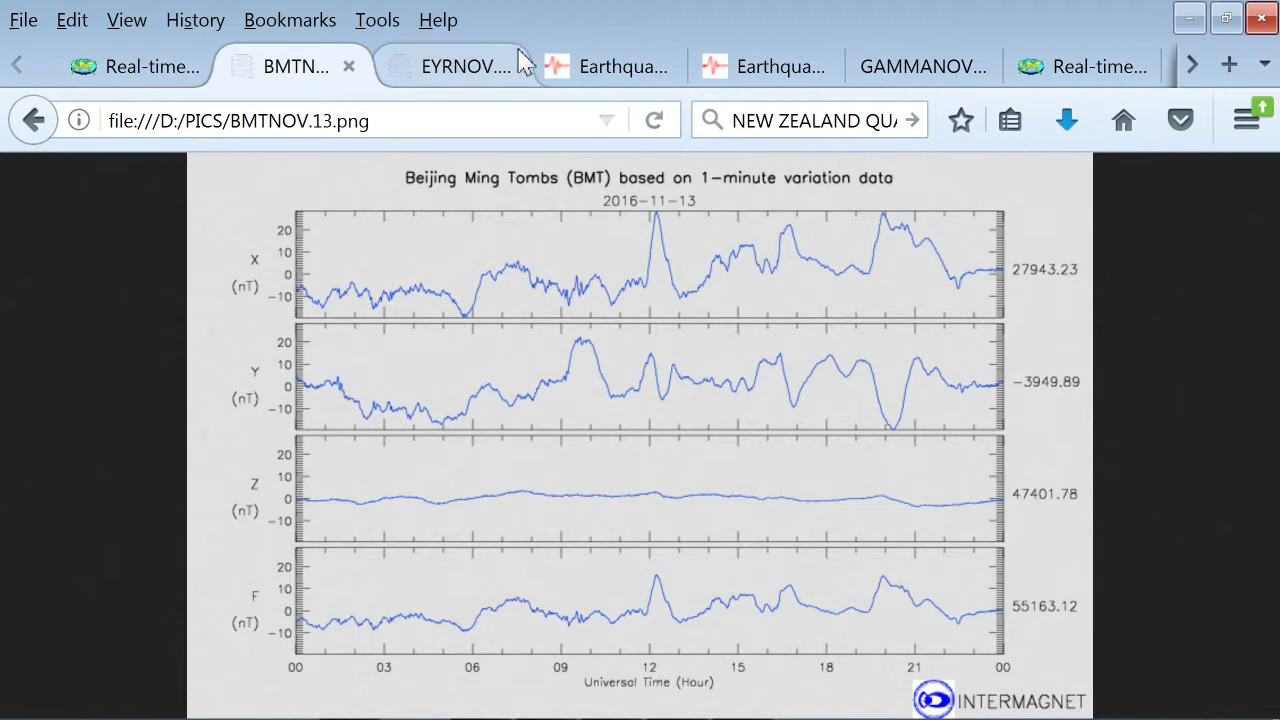 File Edit View History Bookmarks Tools Help
Real-time... BMTN... EYRNOV.... Earthqua... Earthqua... GAMMANOV... Real-time...
file:///D:/PICS/BMTNOV.13.png NEW ZEALAND QU
Beijing Ming Tombs (BMT) based on 1-minute variation data
2016-11-13
20
10
X
0
27943.23
(nT)
-10
20
10
Y
0
-3949.89
(nT)
-10
20
10
Z
0
47401.78
(nT)
-10
20
10
F
0
55163.12
(nT)
-10
00 03 06 09 12 15 18 21 00
Universal Time (Hour)
INTERMAGNET